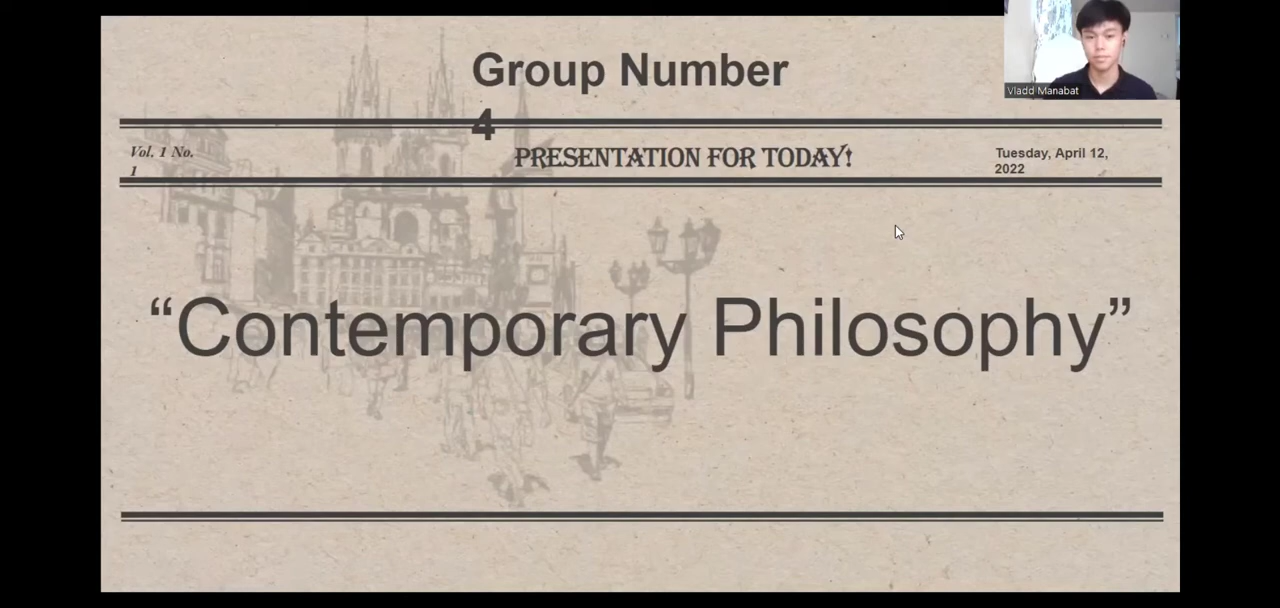 Group Number
4
Vladd Manabat
Vol. 1 No.
1
PRESENTATION FOR TODAY!
Tuesday, April 12,
2022
“Contemporary Philosophy”